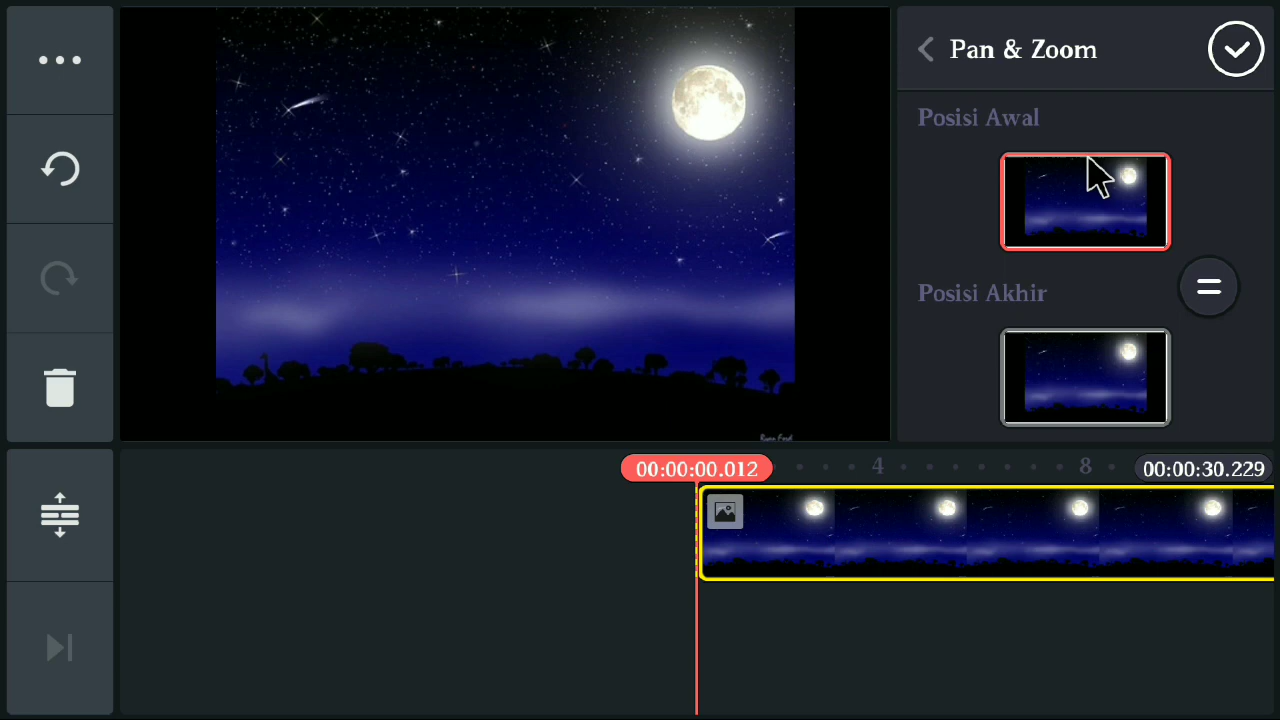 Pan & Zoom
Posisi Awal
Posisi Akhir
00:00:00.012
4
8
00:00:30.229